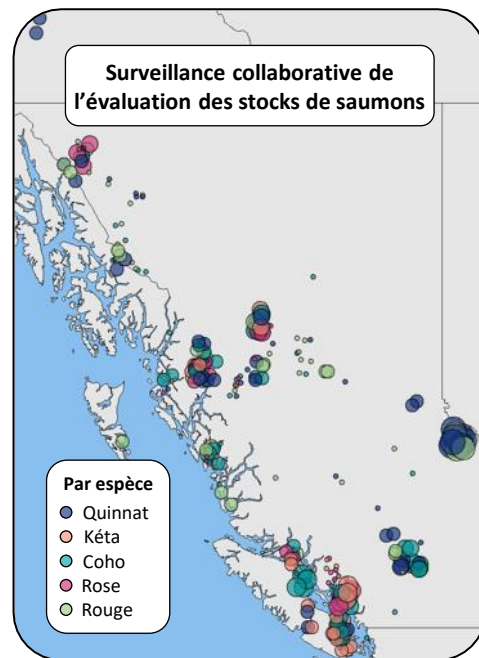 Surveillance collaborative de
l'évaluation des stocks de saumons
Par espèce
Quinnat
Kéta
Coho
Rose
Rouge